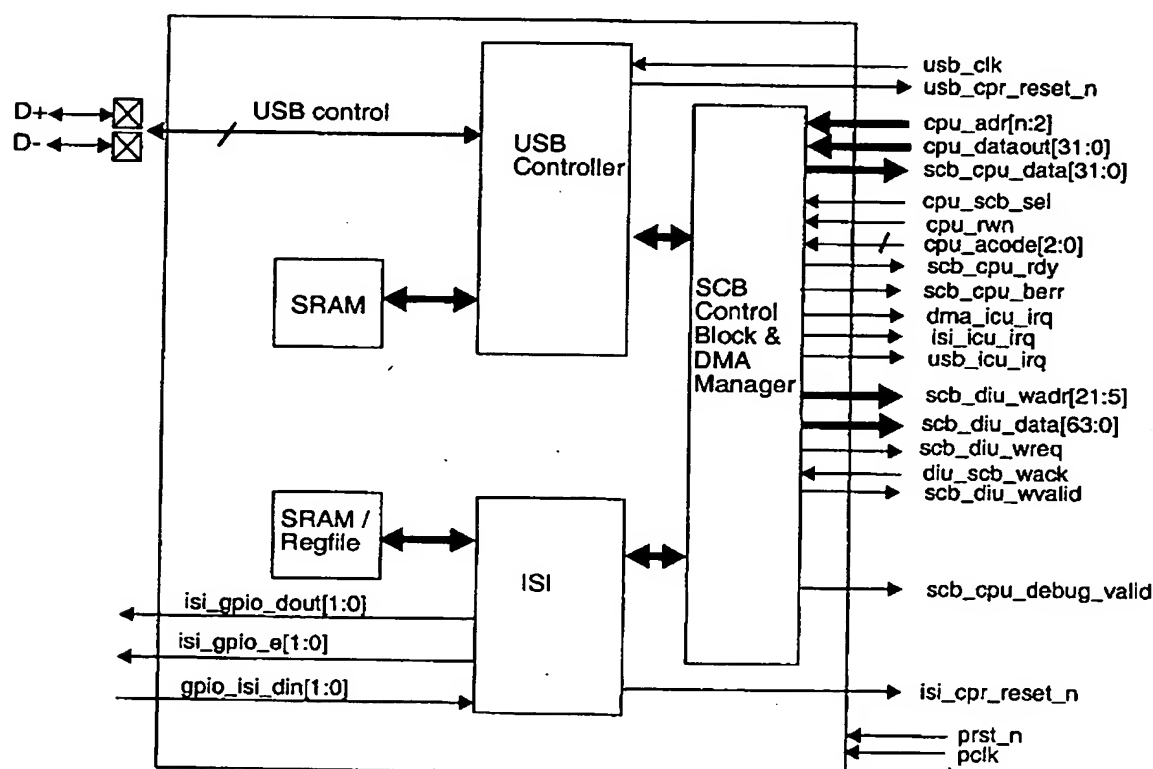 usb_clk
usb_cpr_reset_n
D+
D-
USB control
USB
Controller
cpu_adr[n:2]
cpu_dataout[31:0]
scb_cpu_data[31:0]
cpu_scb_sel
cpu_rwn
cpu_acode[2:0]
scb_cpu_rdy
scb_cpu_berr
dma_icu_irq
isi_icu_irq
usb_icu_irq
SRAM
SCB
Control
Block &
DMA
Manager
scb_diu_wadr[21:5]
scb_diu_data[63:0]
scb_diu_wreq
diu_scb_wack
scb_diu_wvalid
SRAM /
Regfile
ISI
isi_gpio_dout[1:0]
isi_gpio_e[1:0]
gpio_isi_din[1:0]
scb_cpu_debug_valid
isi_cpr_reset_n
prst_n
pclk